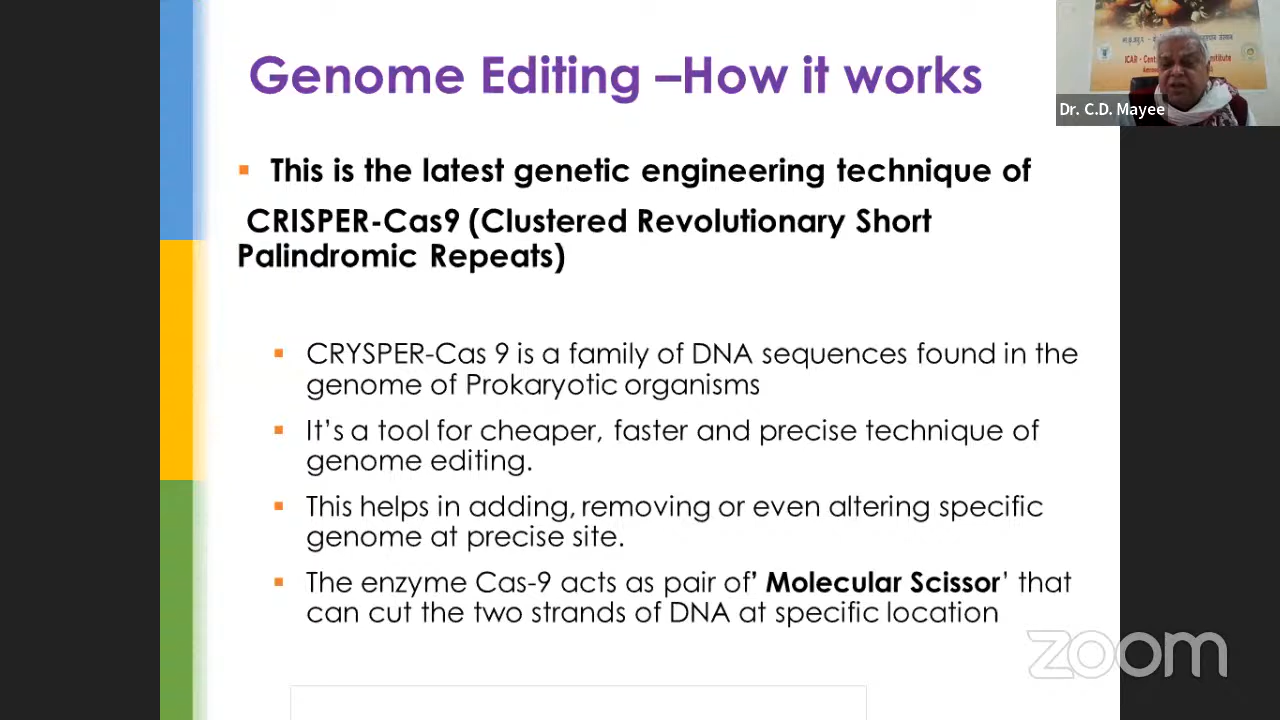 Genome Editing –How it works
ICAR - Cent
Institute
Dr. C.D. Mayee
▪ This is the latest genetic engineering technique of
CRISPER-Cas9 (Clustered Revolutionary Short
Palindromic Repeats)
▪ CRYSPER-Cas 9 is a family of DNA sequences found in the
genome of Prokaryotic organisms
▪ It’s a tool for cheaper, faster and precise technique of
genome editing.
▪ This helps in adding, removing or even altering specific
genome at precise site.
▪ The enzyme Cas-9 acts as pair of’ Molecular Scissor’ that
can cut the two strands of DNA at specific location
zoom